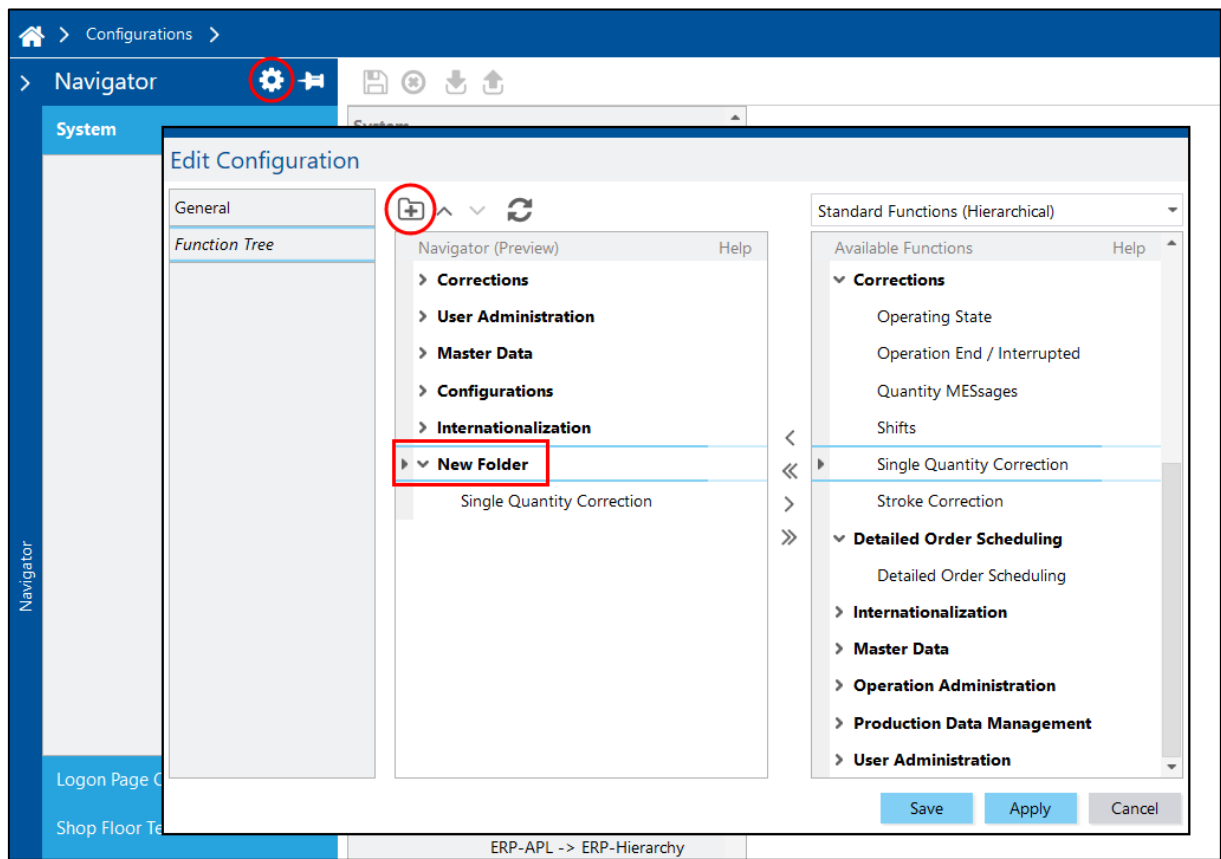 Configurations
Navigator
System
System
Edit Configuration
General
Function Tree
Navigator (Preview) Help
Corrections
User Administration
Master Data
Configurations
Internationalization
New Folder
Single Quantity Correction
Standard Functions (Hierarchical)
Available Functions Help
Corrections
Operating State
Operation End / Interrupted
Quantity MESsages
Shifts
Single Quantity Correction
Stroke Correction
Detailed Order Scheduling
Detailed Order Scheduling
Internationalization
Master Data
Operation Administration
Production Data Management
User Administration
Save Apply Cancel
Navigator
Logon Page
Shop Floor
ERP-APL -> ERP-Hierarchy